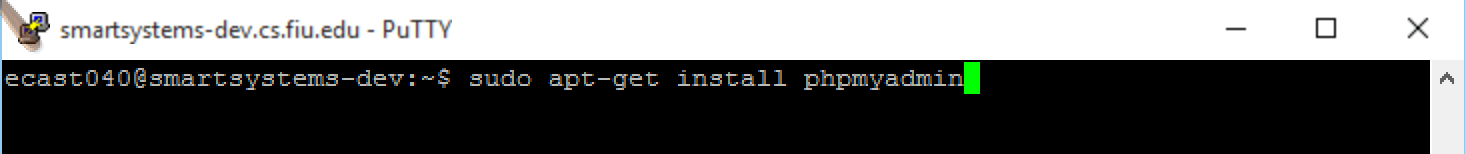 smartsystems-dev.cs.fiu.edu - PuTTY
ecast040@smartsystems-dev:~$ sudo apt-get install phpmyadmin